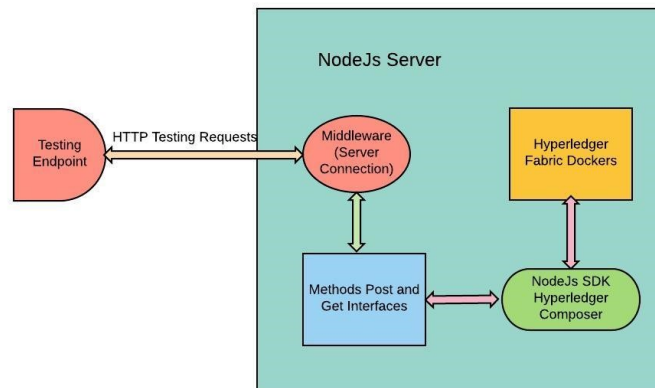 NodeJs Server
HTTP Testing Requests
Testing
Endpoint
Middleware
(Server
Connection)
Hyperledger
Fabric Dockers
Methods Post and
Get Interfaces
NodeJs SDK
Hyperledger
Composer